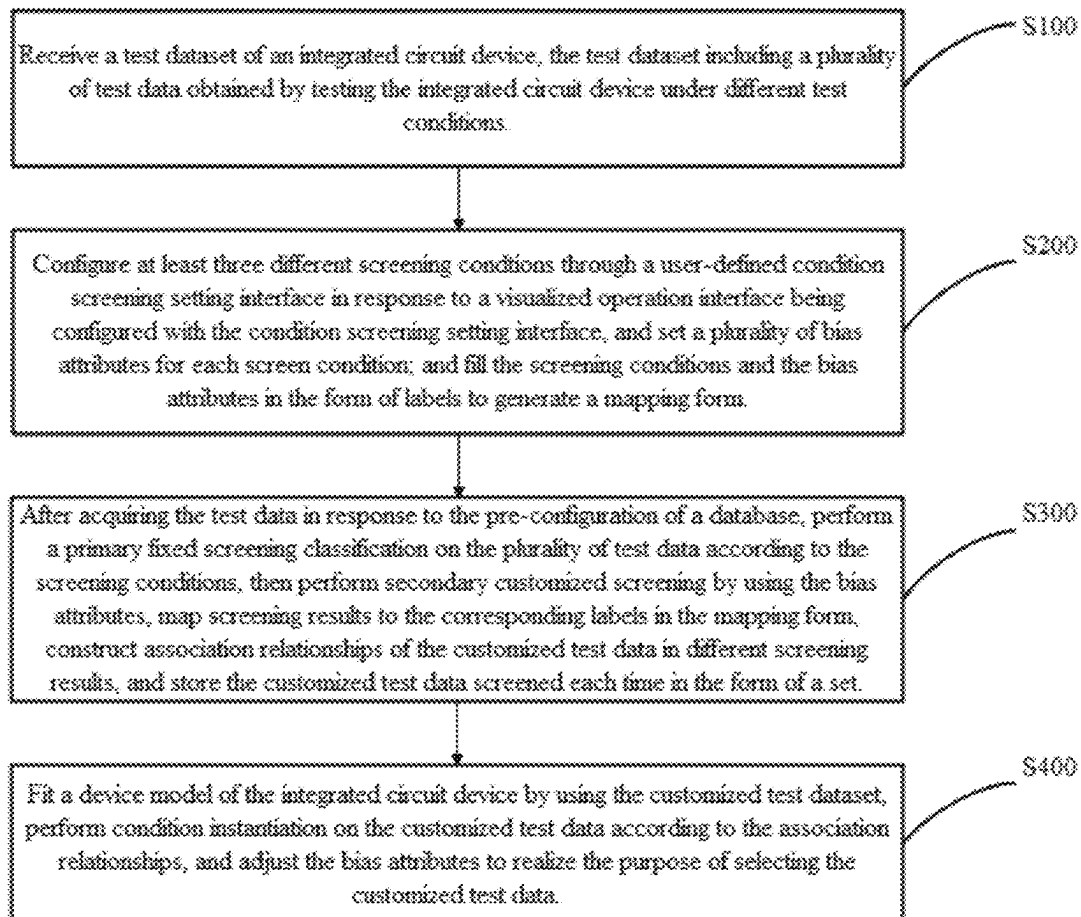 S100
Receive a test dataset of an integrated circuit device, the test dataset including a plurality
of test data obtained by testing the integrated circuit device under different test
conditions.
S200
Configure at least three different screening condtions through a user-defined condition
screening setting interface in response to a visualized operation interface being
configured with the condition screening setting interface, and set a plurality of bias
attributes for each screen condition; and fill the screening conditions and the bias
attributes in the form of labels to generate a mapping form.
S300
After acquiring the test data in response to the pre-configuration of a database, perform
a primary fixed screening classification on the plurality of test data according to the
screening conditions, then perform secondary customized screening by using the bias
attributes, map screening results to the corresponding labels in the mapping form,
construct association relationships of the customized test data in different screening
results, and store the customized test data screened each time in the form of a set.
S400
Fit a device model of the integrated circuit device by using the customized test dataset,
perform condition instantiation on the customized test data according to the association
relationships, and adjust the bias attributes to realize the purpose of selecting the
customized test data.